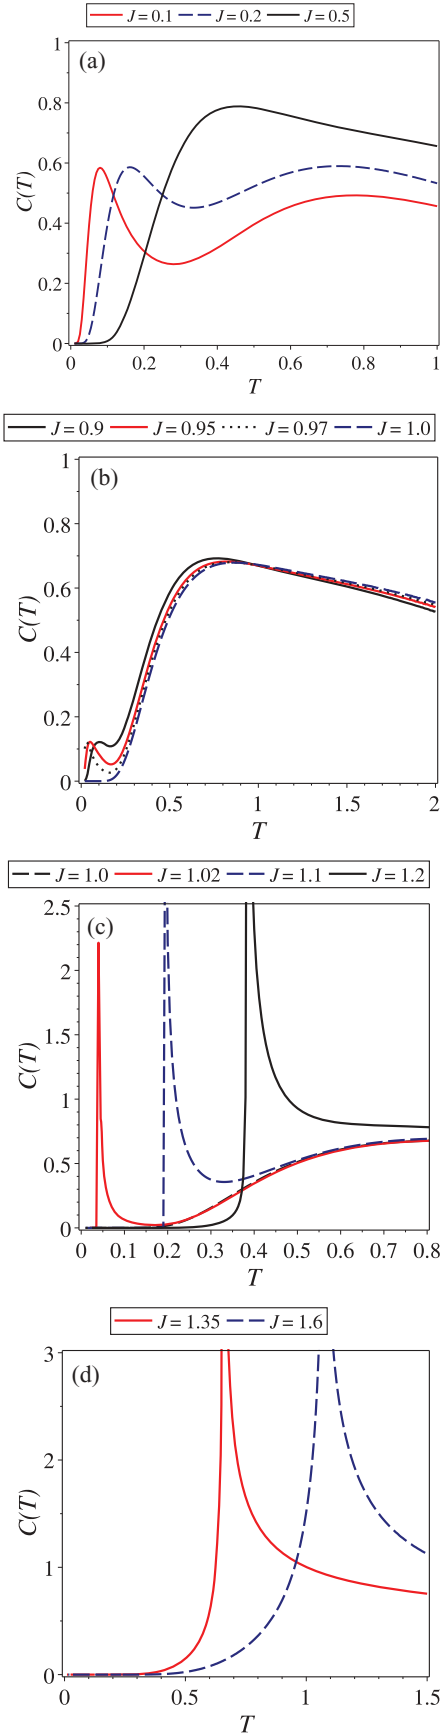 J = 0.1 J = 0.2 J = 0.5
(a)
1
0.8
0.6
0.4
0.2
0
C(T)
0 0.2 0.4 0.6 0.8 1
T
J = 0.9 J = 0.95 J = 0.97 J = 1.0
(b)
1
0.8
0.6
0.4
0.2
0
C(T)
0 0.5 1 1.5 2
T
J = 1.0 J = 1.02 J = 1.1 J = 1.2
(c)
2.5
2
1.5
1
0.5
0
C(T)
0 0.1 0.2 0.3 0.4 0.5 0.6 0.7 0.8
T
J = 1.35 J = 1.6
(d)
3
2
1
0
C(T)
0 0.5 1 1.5
T